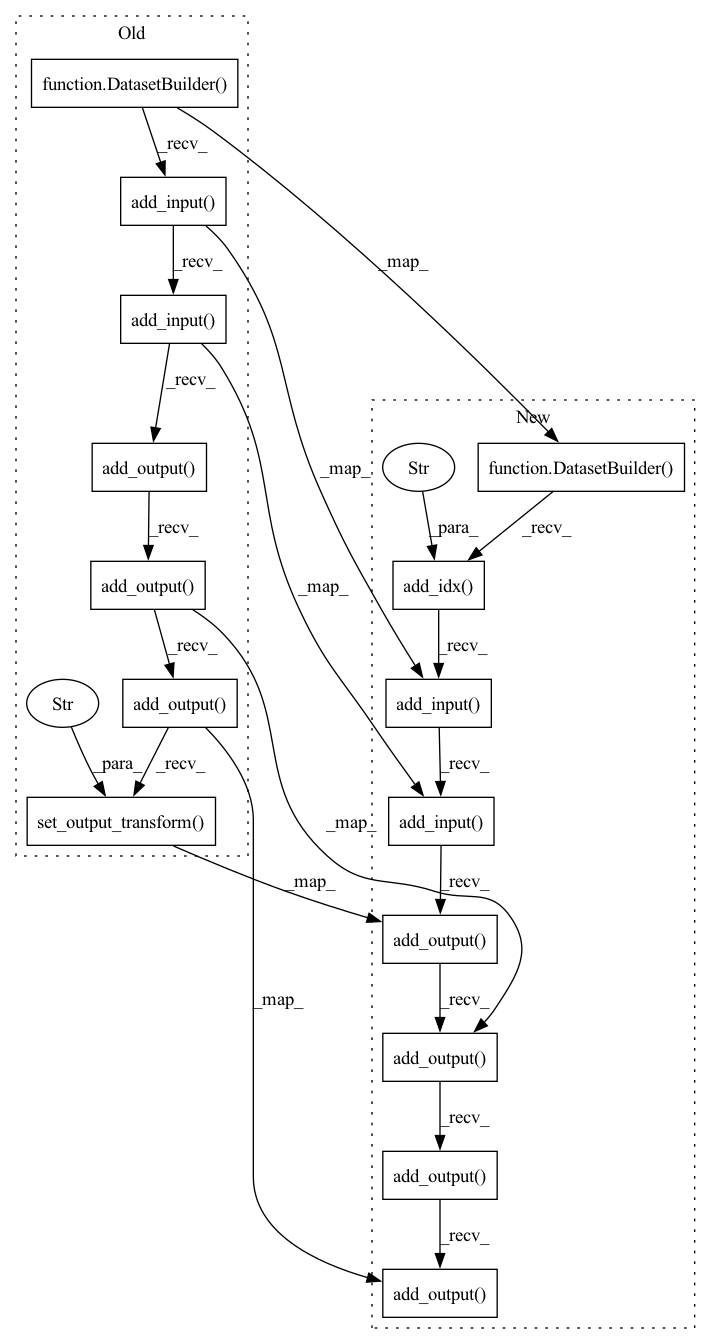 Old
function.DatasetBuilder()
_recv_
add_input()
_recv_
_map_
add_input()
_recv_
New
add_output()
Str
function.DatasetBuilder()
_map_
_recv_
_para_
_recv_
add_output()
_map_
add_idx()
_recv_
_recv_
Str
add_output()
add_input()
_para_
_recv_
_recv_
set_output_transform()
_map_
add_input()
_map_
_recv_
add_output()
_map_
_recv_
add_output()
_recv_
add_output()
_recv_
add_output()